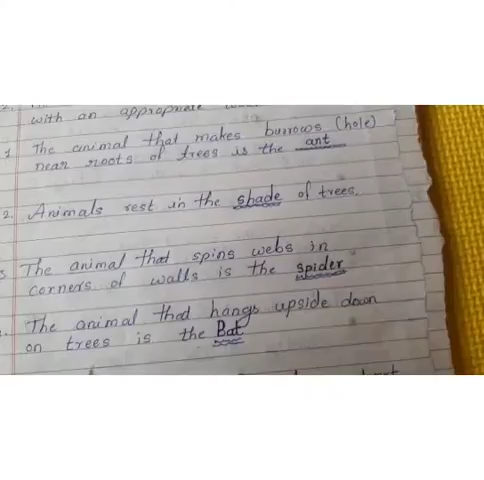 with an appropriate
1. The animal that makes burrows (hole)
near roots of trees is the ant
2. Animals rest in the shade of trees.
The animal that spins webs in
corners of walls is the spider
The animal that hangs upside down
on trees is the Bat